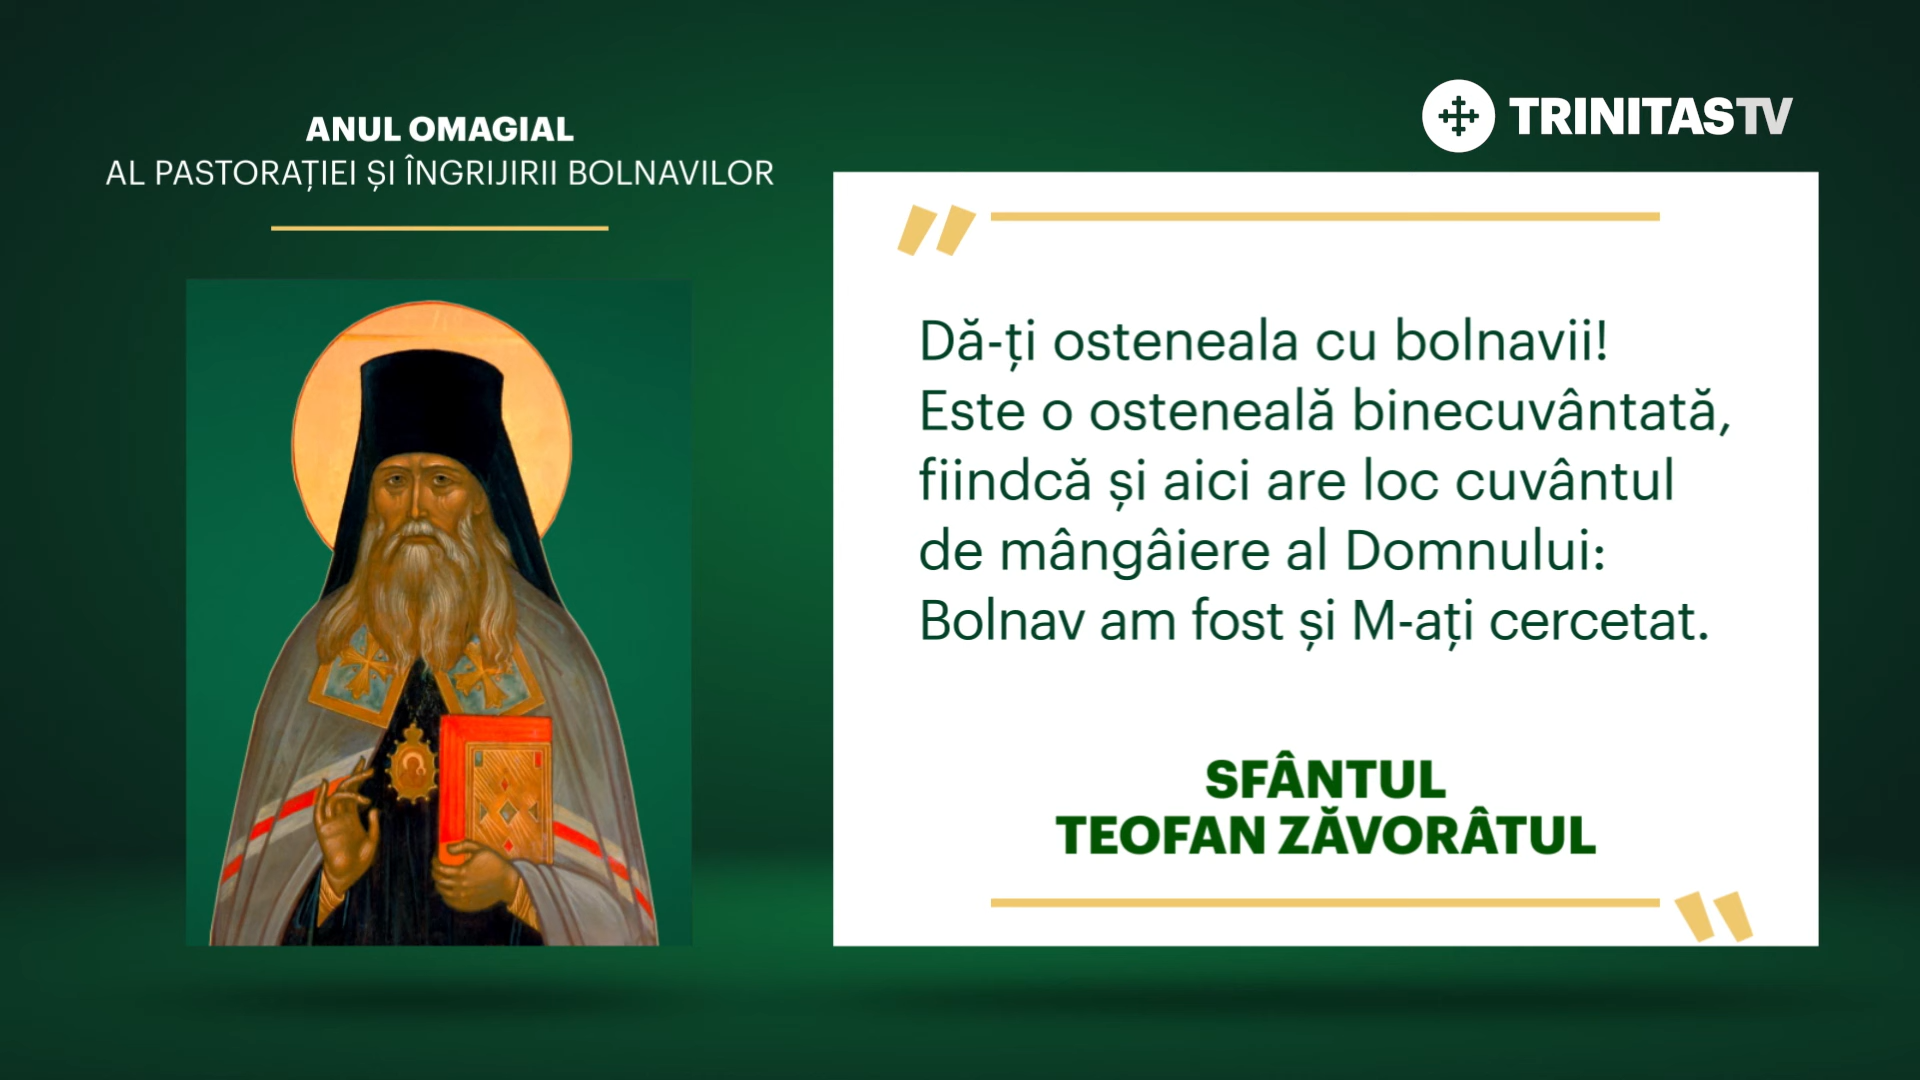 ANUL OMAGIAL
AL PASTORAȚIEI ȘI ÎNGRIJIRII BOLNAVILOR
TRINITASTV
Dă-ți osteneala cu bolnavii!
Este o osteneală binecuvântată,
fiindcă și aici are loc cuvântul
de mângâiere al Domnului:
Bolnav am fost și M-ați cercetat.
SFÂNTUL
TEOFAN ZĂVORÂTUL